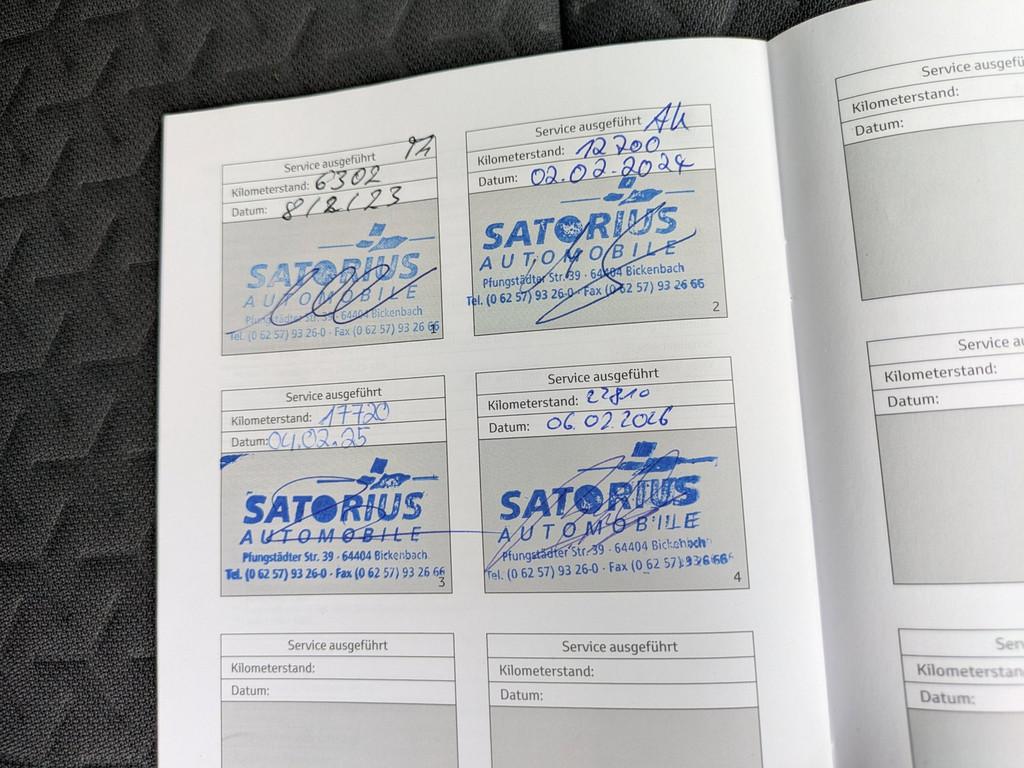 Service ausgeführt
Kilometerstand: 6302
Datum: 8/2/23
SATORIUS
AUTOMOBILE
Pfungstädter Str. 39 · 64404 Bickenbach
Tel. (0 62 57) 93 26-0 · Fax (0 62 57) 93 26 66
1
Service ausgeführt
Kilometerstand: 12700
Datum: 02.02.2024
SATORIUS
AUTOMOBILE
Pfungstädter Str. 39 · 64404 Bickenbach
Tel. (0 62 57) 93 26-0 · Fax (0 62 57) 93 26 66
2
Service ausgeführt
Kilometerstand: 17720
Datum: 04.02.25
SATORIUS
AUTOMOBILE
Pfungstädter Str. 39 · 64404 Bickenbach
Tel. (0 62 57) 93 26-0 · Fax (0 62 57) 93 26 66
3
Service ausgeführt
Kilometerstand: 22810
Datum: 06.02.2026
SATORIUS
AUTOMOBILE
Pfungstädter Str. 39 · 64404 Bickenbach
Tel. (0 62 57) 93 26-0 · Fax (0 62 57) 93 26 66
4
Service ausgeführt
Kilometerstand:
Datum:
Service ausgeführt
Kilometerstand:
Datum:
Service ausgefü
Kilometerstand:
Datum:
Service au
Kilometerstand:
Datum:
Ser
Kilometerstan
Datum: